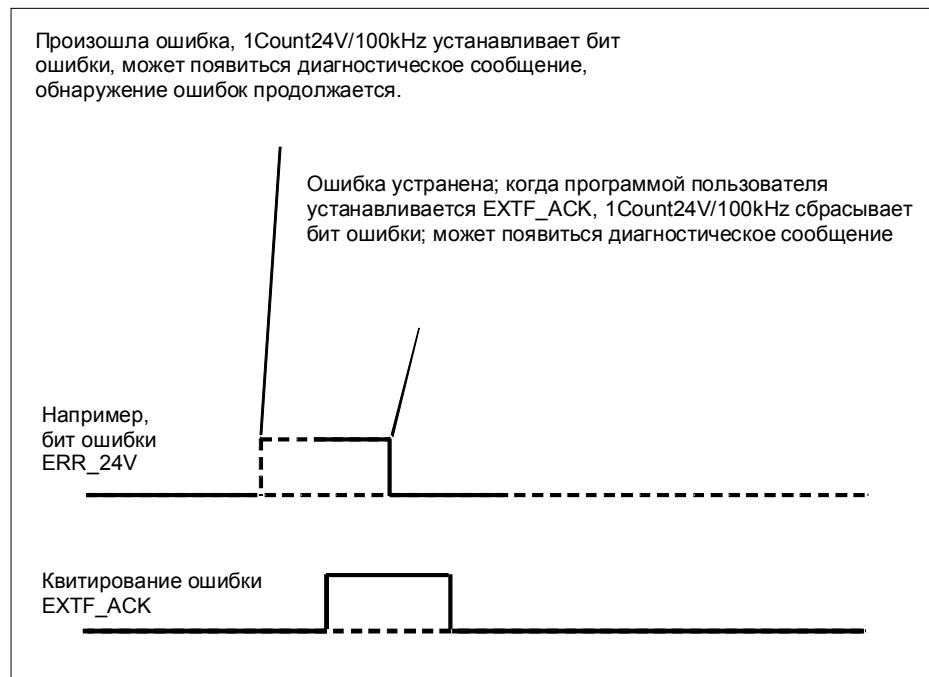 Произошла ошибка, 1Count24V/100kHz устанавливает бит
ошибки, может появиться диагностическое сообщение,
обнаружение ошибок продолжается.
Ошибка устранена; когда программой пользователя
устанавливается EXTF_ACK, 1Count24V/100kHz сбрасывает
бит ошибки; может появиться диагностическое сообщение
Например,
бит ошибки
ERR_24V
Квитирование ошибки
EXTF_ACK